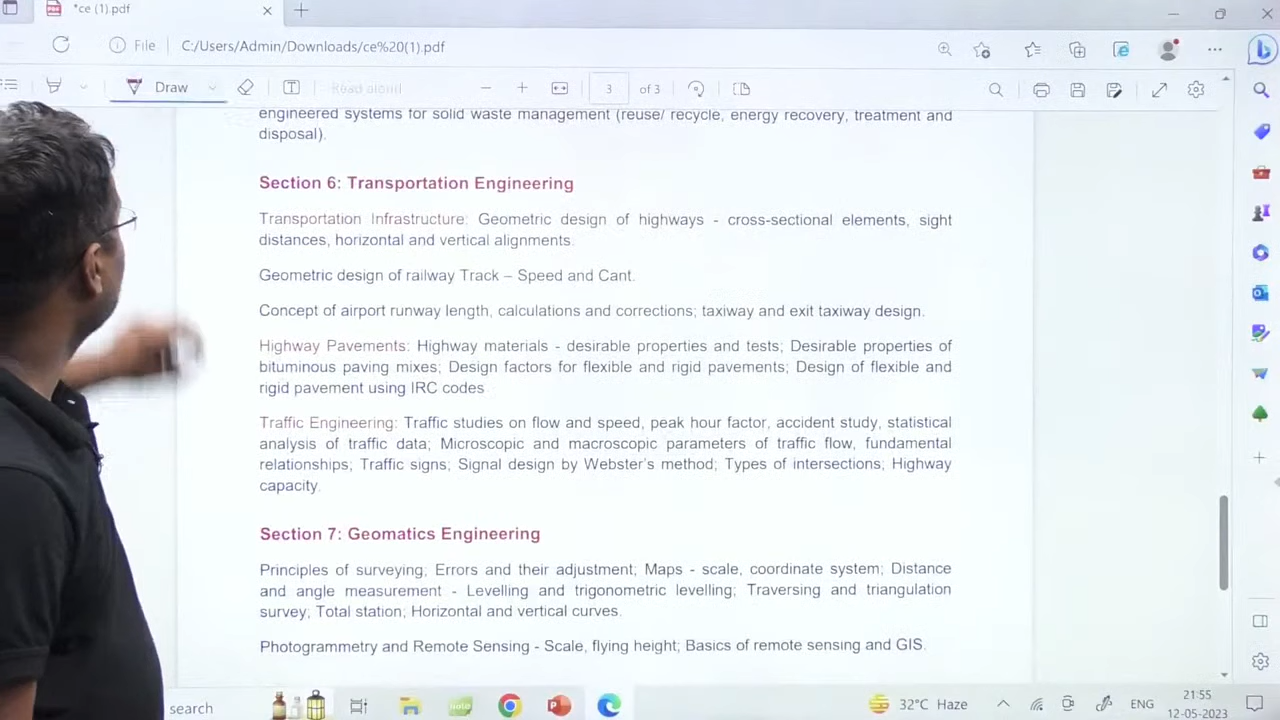 *ce (1).pdf
File C:/Users/Admin/Downloads/ce%20(1).pdf
Draw Read aloud 3 of 3
engineered systems for solid waste management (reuse/ recycle, energy recovery, treatment and
disposal).
Section 6: Transportation Engineering
Transportation Infrastructure: Geometric design of highways - cross-sectional elements, sight
distances, horizontal and vertical alignments.
Geometric design of railway Track – Speed and Cant.
Concept of airport runway length, calculations and corrections; taxiway and exit taxiway design.
Highway Pavements: Highway materials - desirable properties and tests; Desirable properties of
bituminous paving mixes; Design factors for flexible and rigid pavements; Design of flexible and
rigid pavement using IRC codes
Traffic Engineering: Traffic studies on flow and speed, peak hour factor, accident study, statistical
analysis of traffic data; Microscopic and macroscopic parameters of traffic flow, fundamental
relationships; Traffic signs; Signal design by Webster's method; Types of intersections; Highway
capacity.
Section 7: Geomatics Engineering
Principles of surveying; Errors and their adjustment; Maps - scale, coordinate system; Distance
and angle measurement - Levelling and trigonometric levelling; Traversing and triangulation
survey; Total station; Horizontal and vertical curves.
Photogrammetry and Remote Sensing - Scale, flying height; Basics of remote sensing and GIS.
search 32°C Haze ENG 21:55
12-05-2023